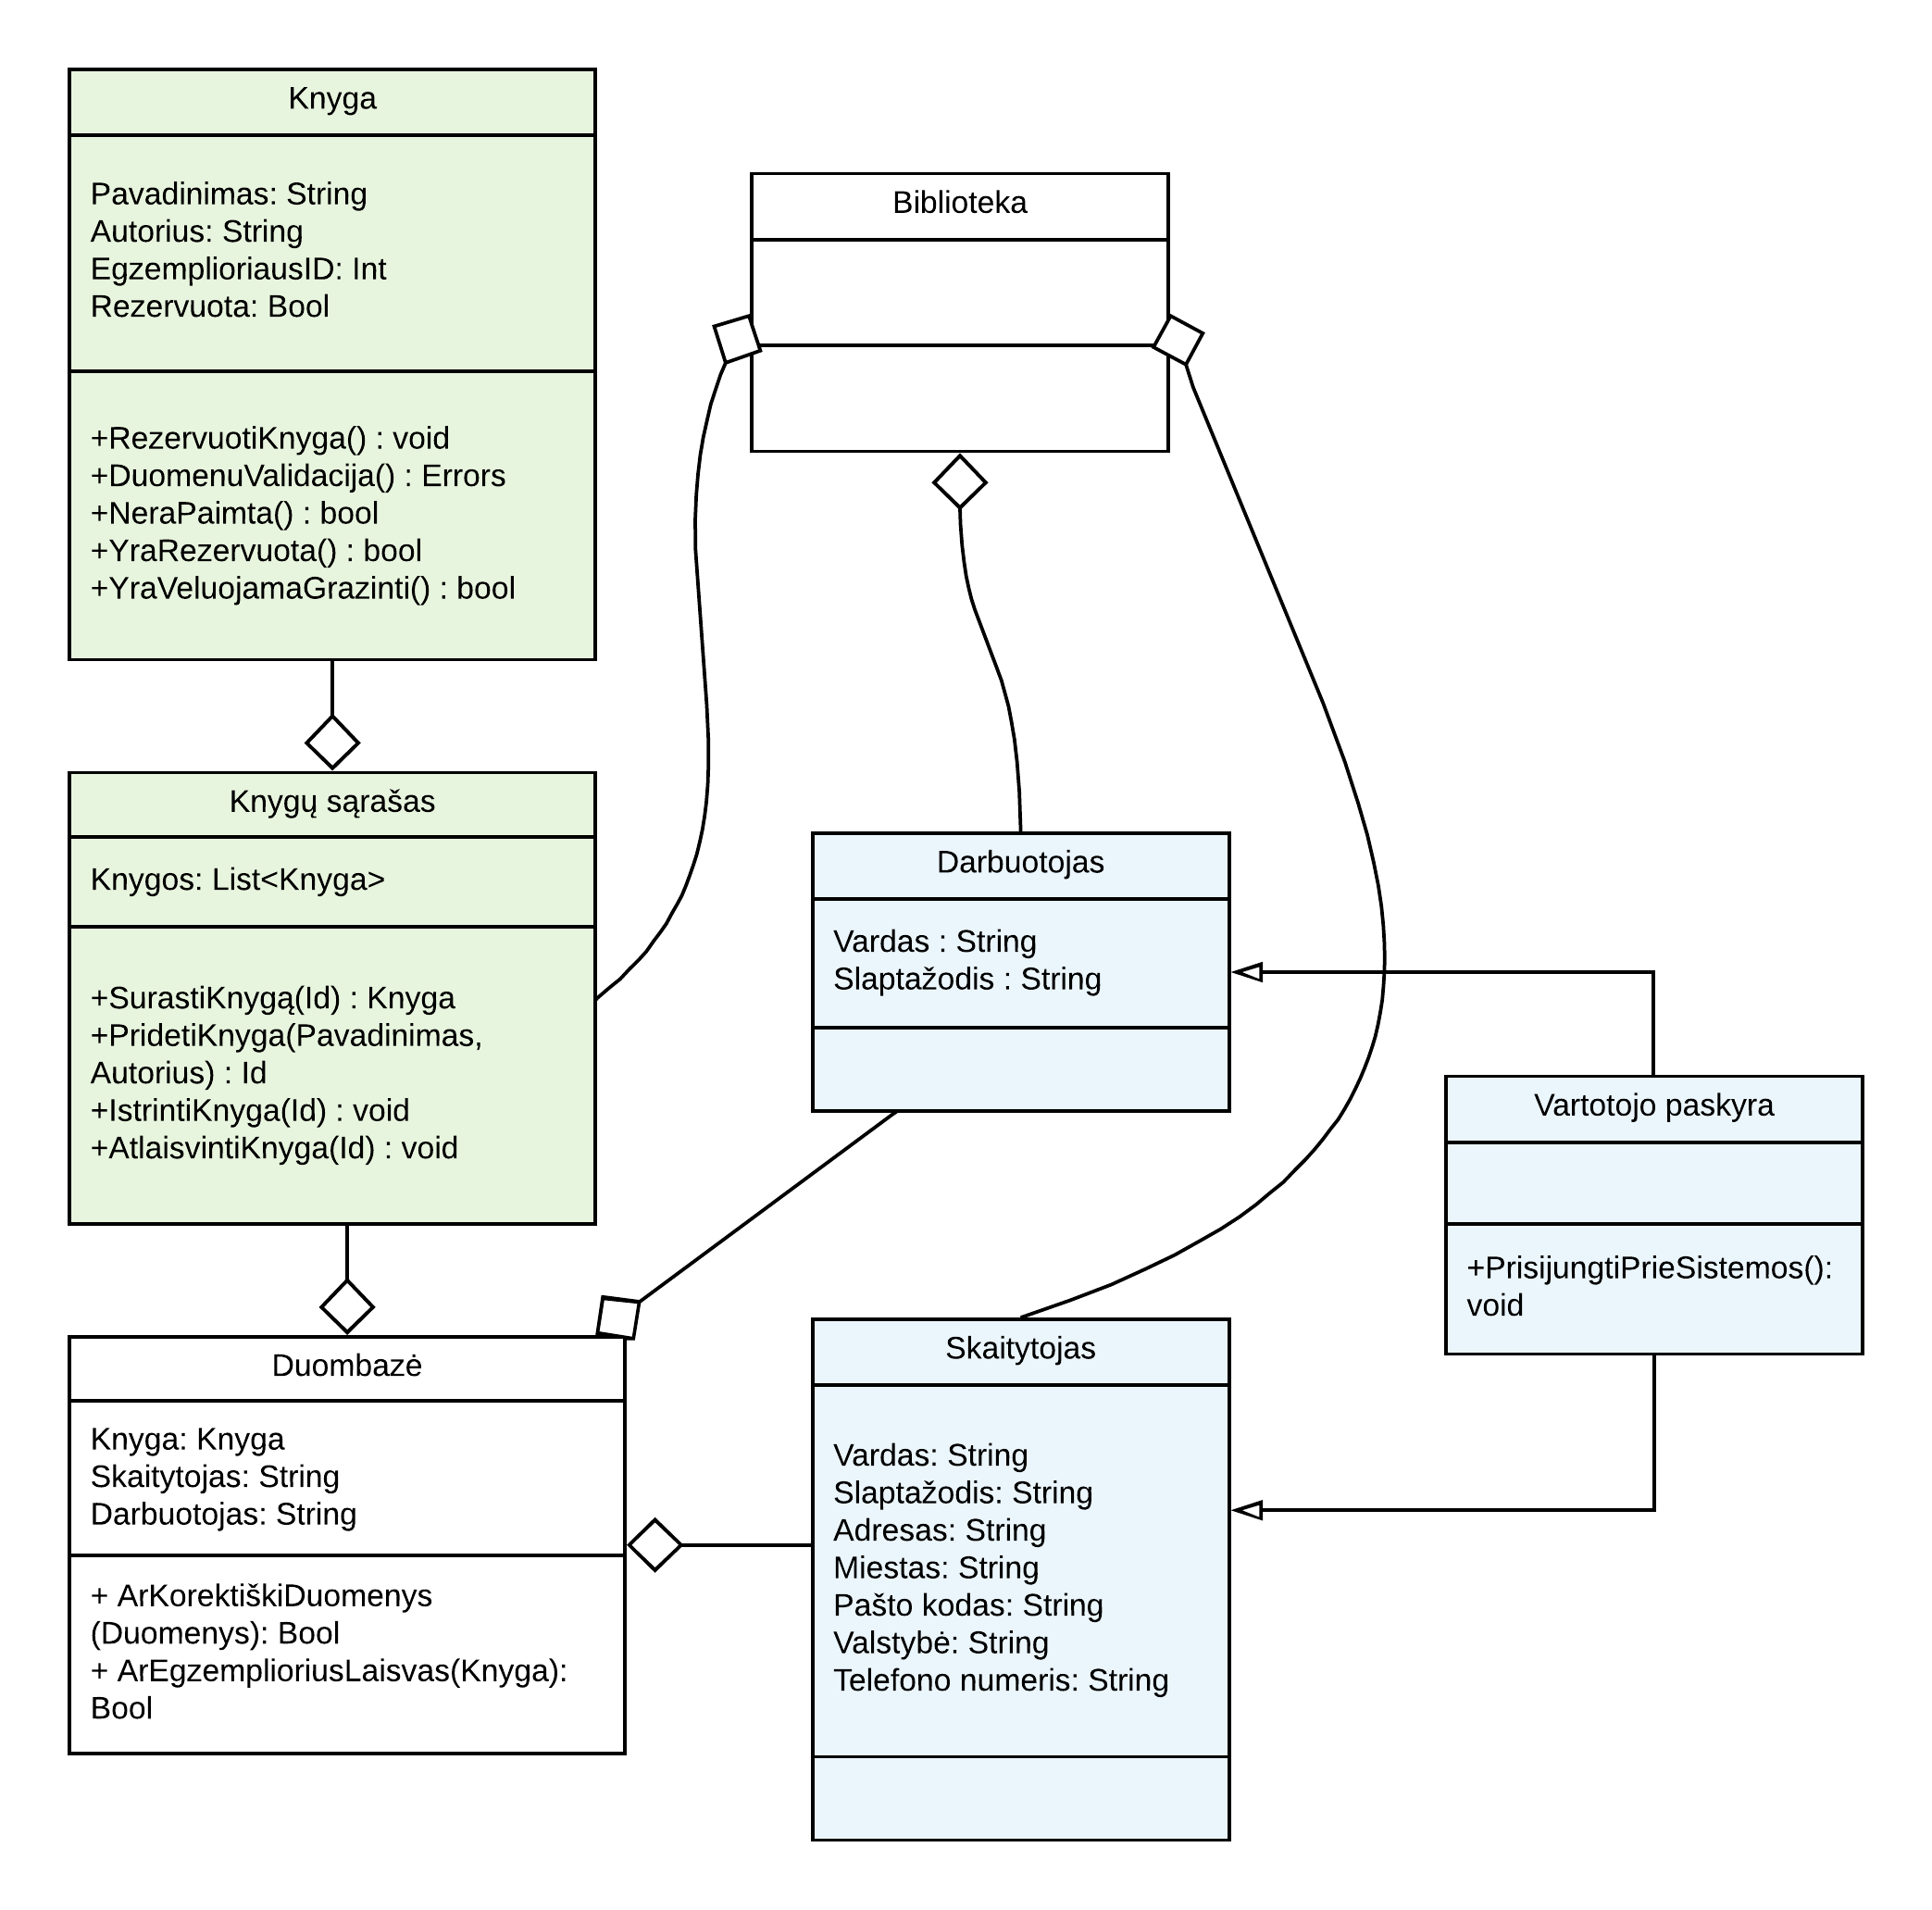 Knyga
Pavadinimas: String
Autorius: String
EgzemplioriausID: Int
Rezervuota: Bool
+RezervuotiKnyga() : void
+DuomenuValidacija() : Errors
+NeraPaimta() : bool
+YraRezervuota() : bool
+YraVeluojamaGrazinti() : bool
Biblioteka
Knygų sąrašas
Knygos: List<Knyga>
+SurastiKnygą(Id) : Knyga
+PridetiKnyga(Pavadinimas,
Autorius) : Id
+IstrintiKnyga(Id) : void
+AtlaisvintiKnyga(Id) : void
Darbuotojas
Vardas : String
Slaptažodis : String
Vartotojo paskyra
+PrisijungtiPrieSistemos():
void
Duombazė
Knyga: Knyga
Skaitytojas: String
Darbuotojas: String
+ ArKorektiškiDuomenys
(Duomenys): Bool
+ ArEgzemplioriusLaisvas(Knyga):
Bool
Skaitytojas
Vardas: String
Slaptažodis: String
Adresas: String
Miestas: String
Pašto kodas: String
Valstybė: String
Telefono numeris: String